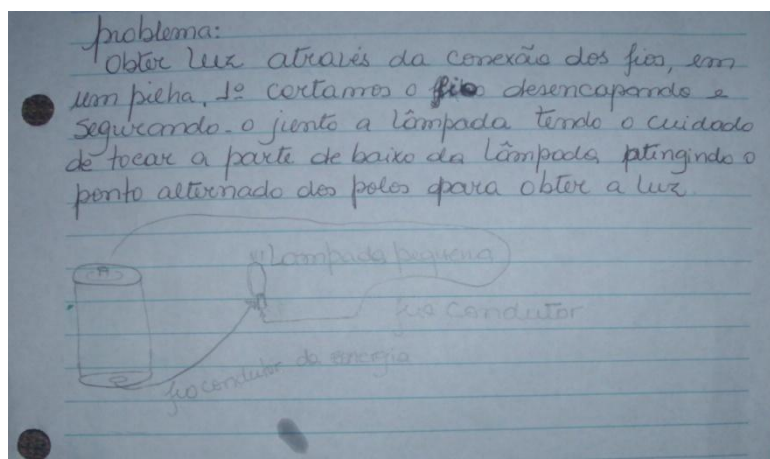 problema:
Obter luz através da conexão dos fios, em
um pilha, 1º cortamos o fio desencapando e
segurando-o junto a lâmpada tendo o cuidado
de tocar a parte de baixo da lâmpada atingindo o
ponto alternado dos polos para obter a luz
Lâmpada pequena
fio condutor
fio condutor da energia